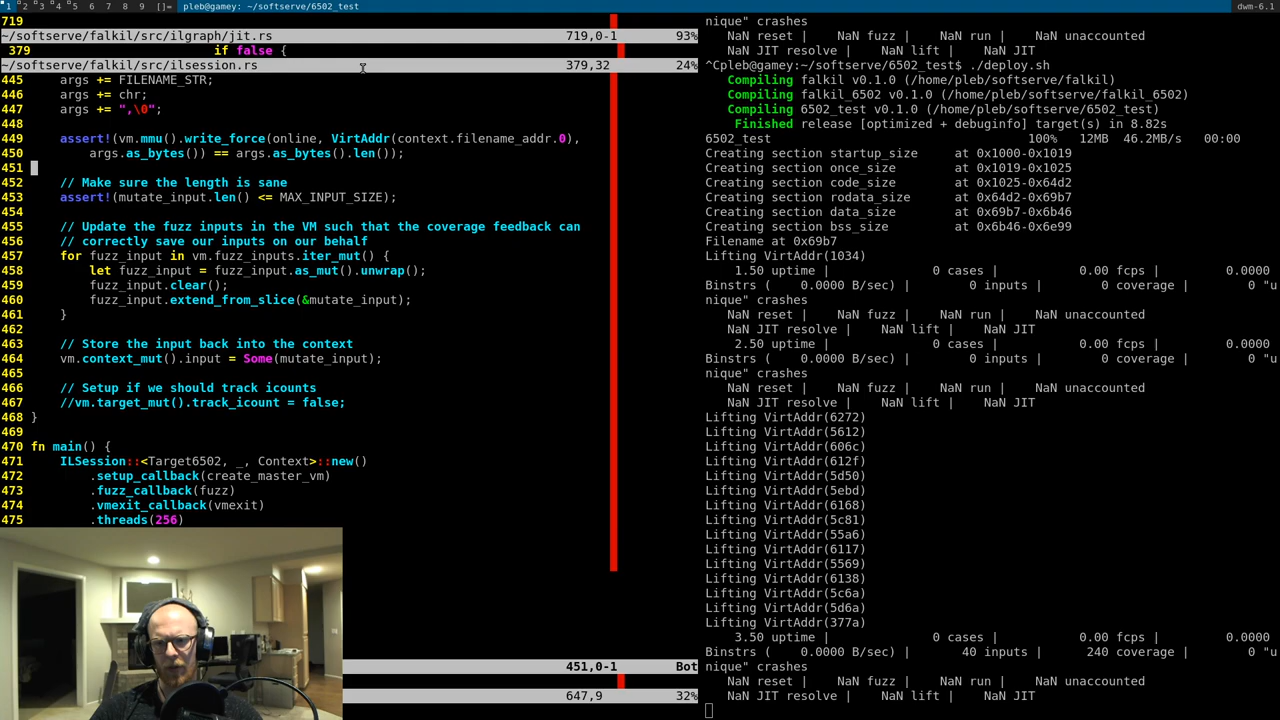 1 2 3 4 5 6 7 8 9 []= pleb@gamey: ~/softserve/6502_test dwm-6.1
719
~/softserve/falkil/src/ilgraph/jit.rs 719,0-1 93%
379 if false {
~/softserve/falkil/src/ilsession.rs 379,32 24%
445 args += FILENAME_STR;
446 args += chr;
447 args += ",\0";
448
449 assert!(vm.mmu().write_force(online, VirtAddr(context.filename_addr.0),
450 args.as_bytes()) == args.as_bytes().len());
451
452 // Make sure the length is sane
453 assert!(mutate_input.len() <= MAX_INPUT_SIZE);
454
455 // Update the fuzz inputs in the VM such that the coverage feedback can
456 // correctly save our inputs on our behalf
457 for fuzz_input in vm.fuzz_inputs.iter_mut() {
458 let fuzz_input = fuzz_input.as_mut().unwrap();
459 fuzz_input.clear();
460 fuzz_input.extend_from_slice(&mutate_input);
461 }
462
463 // Store the input back into the context
464 vm.context_mut().input = Some(mutate_input);
465
466 // Setup if we should track icounts
467 //vm.target_mut().track_icount = false;
468 }
469
470 fn main() {
471 ILSession::<Target6502, _, Context>::new()
472 .setup_callback(create_master_vm)
473 .fuzz_callback(fuzz)
474 .vmexit_callback(vmexit)
475 .threads(256)
451,0-1 Bot
647,9 32%
nique" crashes
NaN reset | NaN fuzz | NaN run | NaN unaccounted
NaN JIT resolve | NaN lift | NaN JIT
^Cpleb@gamey:~/softserve/6502_test$ ./deploy.sh
Compiling falkil v0.1.0 (/home/pleb/softserve/falkil)
Compiling falkil_6502 v0.1.0 (/home/pleb/softserve/falkil_6502)
Compiling 6502_test v0.1.0 (/home/pleb/softserve/6502_test)
Finished release [optimized + debuginfo] target(s) in 8.82s
6502_test 100% 12MB 46.2MB/s 00:00
Creating section startup_size at 0x1000-0x1019
Creating section once_size at 0x1019-0x1025
Creating section code_size at 0x1025-0x64d2
Creating section rodata_size at 0x64d2-0x69b7
Creating section data_size at 0x69b7-0x6b46
Creating section bss_size at 0x6b46-0x6e99
Filename at 0x69b7
Lifting VirtAddr(1034)
1.50 uptime | 0 cases | 0.00 fcps | 0.0000
Binstrs ( 0.0000 B/sec) | 0 inputs | 0 coverage | 0 "u
nique" crashes
NaN reset | NaN fuzz | NaN run | NaN unaccounted
NaN JIT resolve | NaN lift | NaN JIT
2.50 uptime | 0 cases | 0.00 fcps | 0.0000
Binstrs ( 0.0000 B/sec) | 0 inputs | 0 coverage | 0 "u
nique" crashes
NaN reset | NaN fuzz | NaN run | NaN unaccounted
NaN JIT resolve | NaN lift | NaN JIT
Lifting VirtAddr(6272)
Lifting VirtAddr(5612)
Lifting VirtAddr(606c)
Lifting VirtAddr(612f)
Lifting VirtAddr(5d50)
Lifting VirtAddr(5ebd)
Lifting VirtAddr(6168)
Lifting VirtAddr(5c81)
Lifting VirtAddr(55a6)
Lifting VirtAddr(6117)
Lifting VirtAddr(5569)
Lifting VirtAddr(6138)
Lifting VirtAddr(5c6a)
Lifting VirtAddr(5d6a)
Lifting VirtAddr(377a)
3.50 uptime | 0 cases | 0.00 fcps | 0.0000
Binstrs ( 0.0000 B/sec) | 40 inputs | 240 coverage | 0 "u
nique" crashes
NaN reset | NaN fuzz | NaN run | NaN unaccounted
NaN JIT resolve | NaN lift | NaN JIT